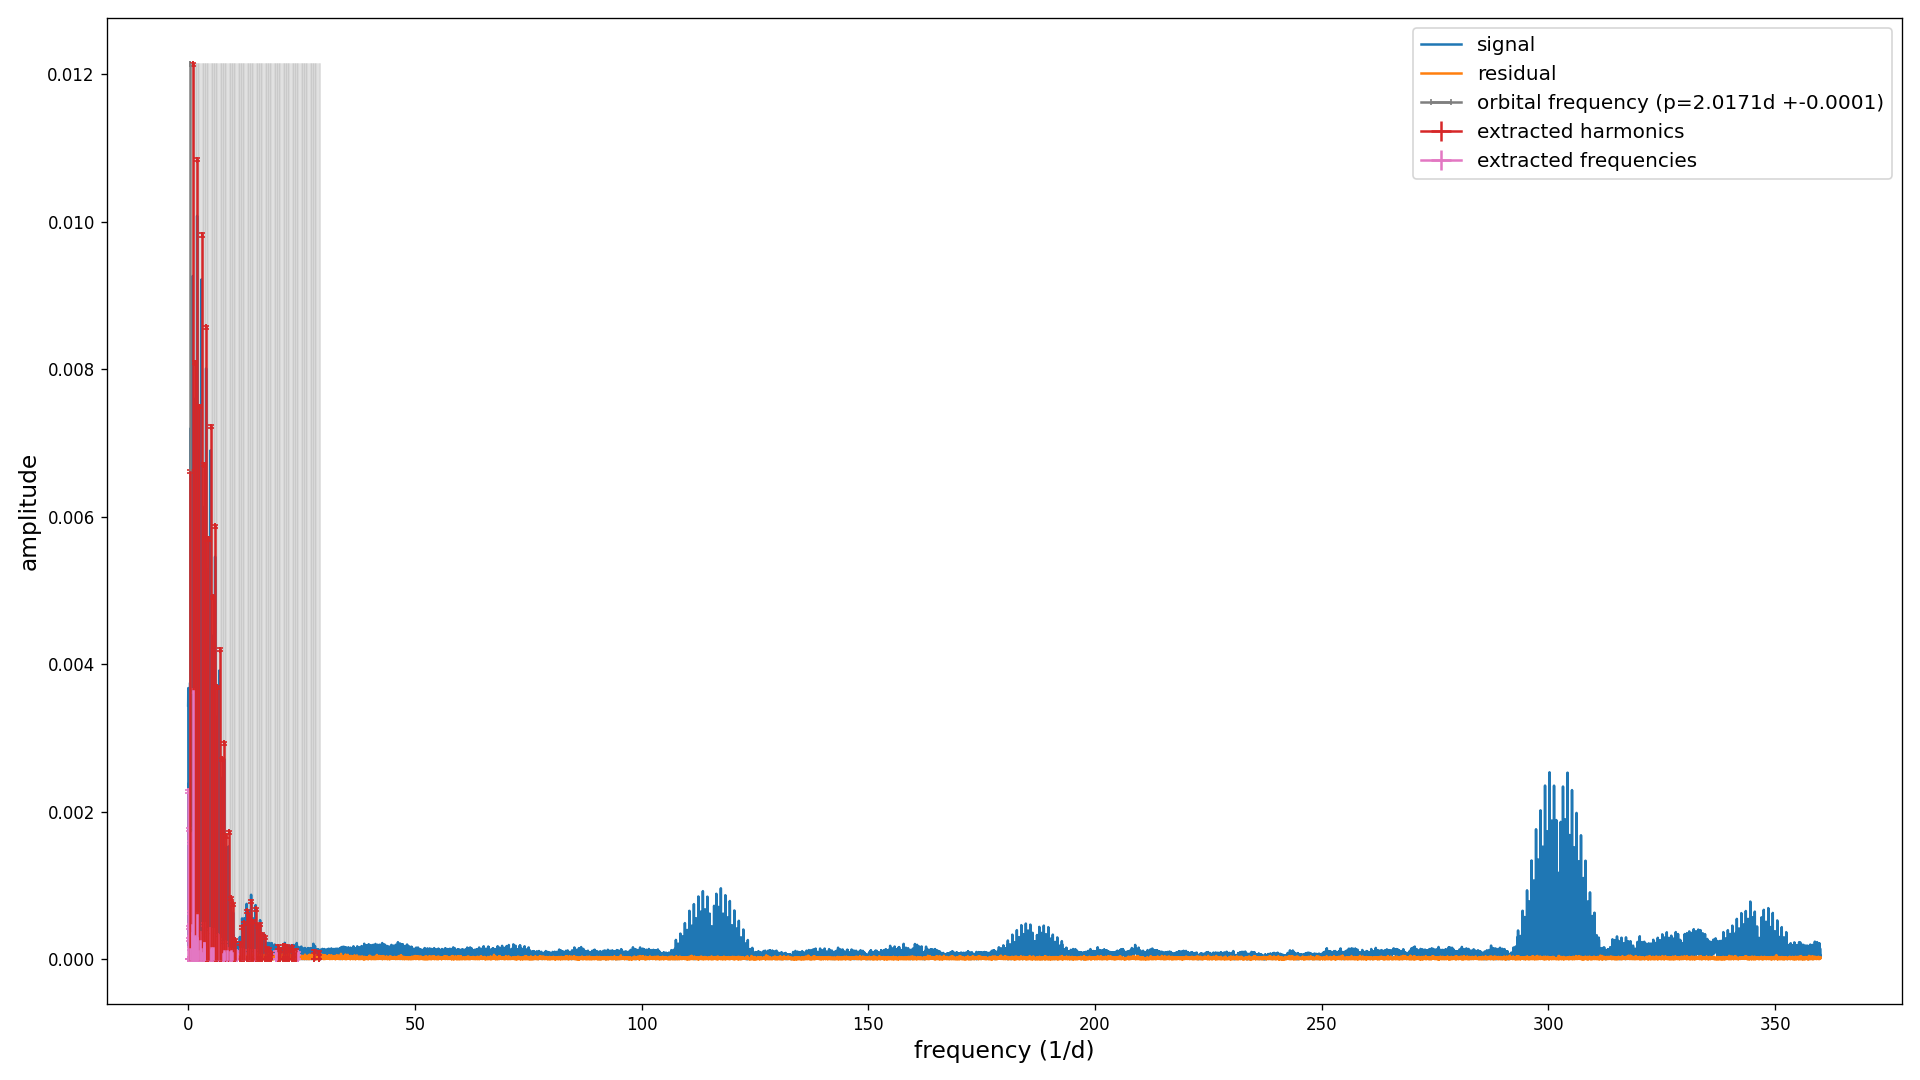 signal
residual
orbital frequency (p=2.0171d +-0.0001)
extracted harmonics
extracted frequencies
0.012
0.010
0.008
0.006
0.004
0.002
0.000
amplitude
0 50 100 150 200 250 300 350
frequency (1/d)